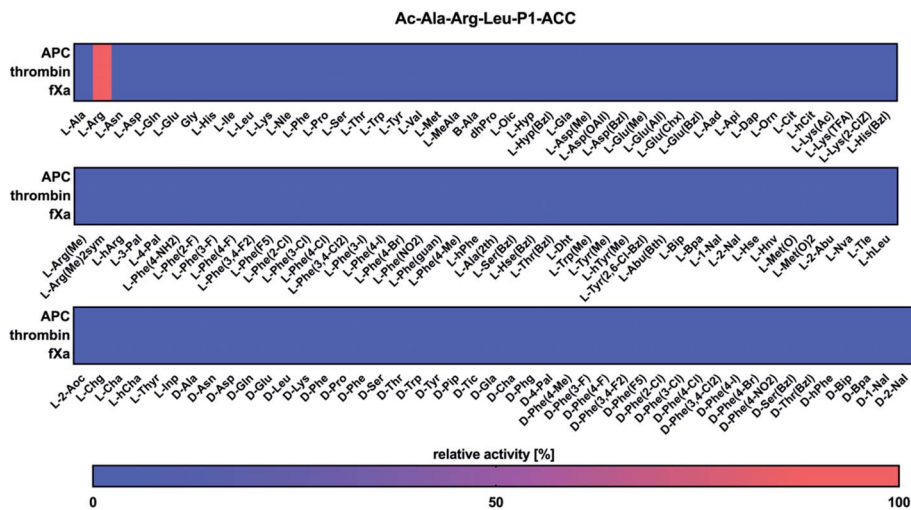 Ac-Ala-Arg-Leu-P1-ACC
APC
thrombin
fXa
L-Ala
L-Arg
L-Asn
L-Asp
L-Gln
L-Glu
Gly
L-His
L-Ile
L-Leu
L-Lys
L-Nle
L-Phe
L-Pro
L-Ser
L-Thr
L-Trp
L-Tyr
L-Val
L-Met
L-MeAla
B-Ala
dhPro
L-Oic
L-Hyp
L-Hyp(Bzl)
L-Gla
L-Asp(Me)
L-Asp(OAll)
L-Asp(Bzl)
L-Glu(Me)
L-Glu(All)
L-Glu(Chx)
L-Glu(Bzl)
L-Aad
L-Api
L-Dap
L-Orn
L-Cit
L-hCit
L-Lys(Ac)
L-Lys(TFA)
L-Lys(2-ClZ)
L-His(Bzl)
APC
thrombin
fXa
L-Arg(Me)
L-Arg(Me)2sym
L-hArg
L-3-Pal
L-4-Pal
L-Phe(4-NH2)
L-Phe(2-F)
L-Phe(3-F)
L-Phe(4-F)
L-Phe(3,4-F2)
L-Phe(F5)
L-Phe(2-Cl)
L-Phe(3-Cl)
L-Phe(4-Cl)
L-Phe(3,4-Cl2)
L-Phe(3-I)
L-Phe(4-I)
L-Phe(4-Br)
L-Phe(NO2)
L-Phe(guan)
L-Phe(4-Me)
L-hPhe
L-Ala(2th)
L-Ser(Bzl)
L-Hse(Bzl)
L-Thr(Bzl)
L-Dht
L-Trp(Me)
L-Tyr(Me)
L-hTyr(Me)
L-Tyr(2,6-Cl-Bzl)
L-Abu(Bth)
L-Bip
L-Bpa
L-1-Nal
L-2-Nal
L-Hse
L-Hnv
L-Met(O)
L-Met(O)2
L-2-Abu
L-Nva
L-Tle
L-hLeu
APC
thrombin
fXa
L-2-Aoc
L-Chg
L-Cha
L-hCha
L-Thyr
L-Inp
D-Ala
D-Asn
D-Asp
D-Gln
D-Glu
D-Leu
D-Lys
D-Phe
D-Pro
D-Phe
D-Ser
D-Thr
D-Trp
D-Tyr
D-Pip
D-Tic
D-Gla
D-Cha
D-Phg
D-4-Pal
D-Phe(4-Me)
D-Phe(3-F)
D-Phe(4-F)
D-Phe(3,4-F2)
D-Phe(F5)
D-Phe(2-Cl)
D-Phe(3-Cl)
D-Phe(4-Cl)
D-Phe(3,4-Cl2)
D-Phe(4-I)
D-Phe(4-Br)
D-Phe(4-NO2)
D-Ser(Bzl)
D-Thr(Bzl)
D-hPhe
D-Bip
D-Bpa
D-1-Nal
D-2-Nal
relative activity [%]
0
50
100